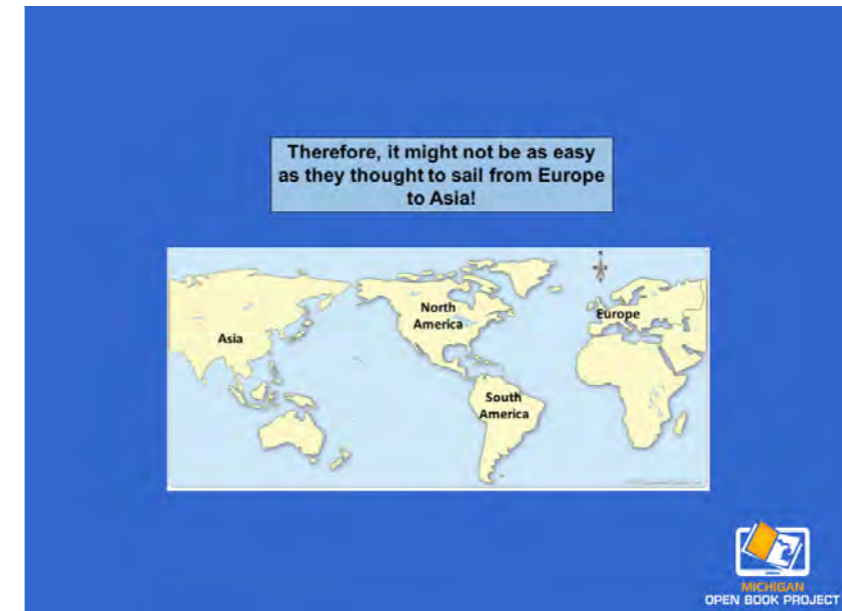 Therefore, it might not be as easy
as they thought to sail from Europe
to Asia!
North
America
Europe
Asia
South
America
MICHIGAN
OPEN BOOK PROJECT